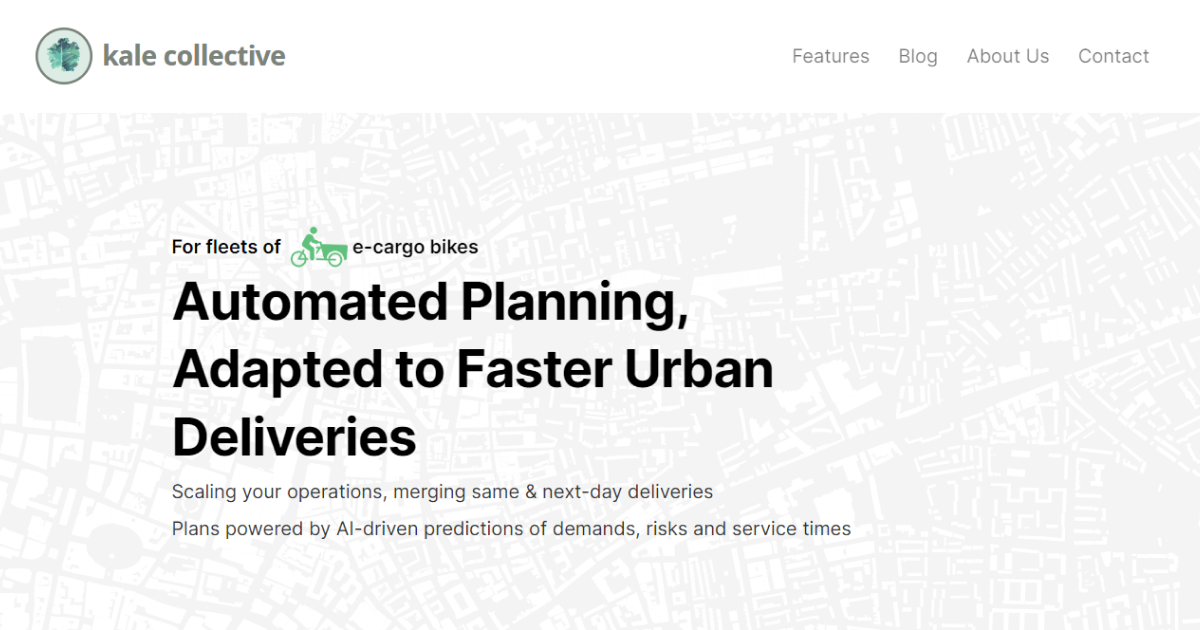 kale collective
Features Blog About Us Contact
For fleets of e-cargo bikes
Automated Planning,
Adapted to Faster Urban
Deliveries
Scaling your operations, merging same & next-day deliveries
Plans powered by AI-driven predictions of demands, risks and service times